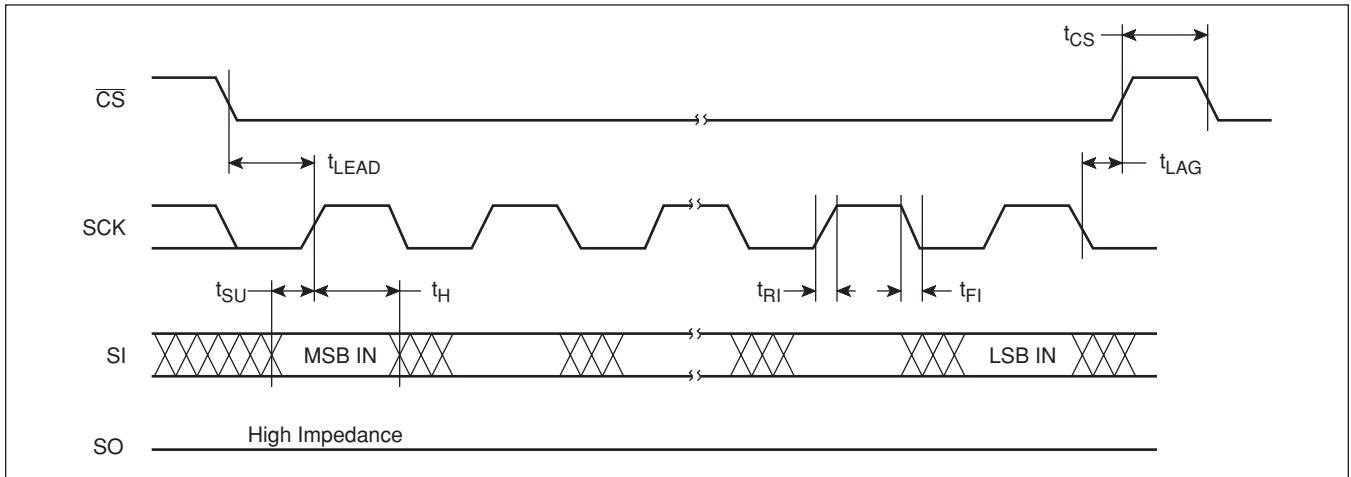 tCS
CS
tLEAD
tLAG
SCK
tSU
tH
tRI
tFI
SI
MSB IN
LSB IN
High Impedance
SO